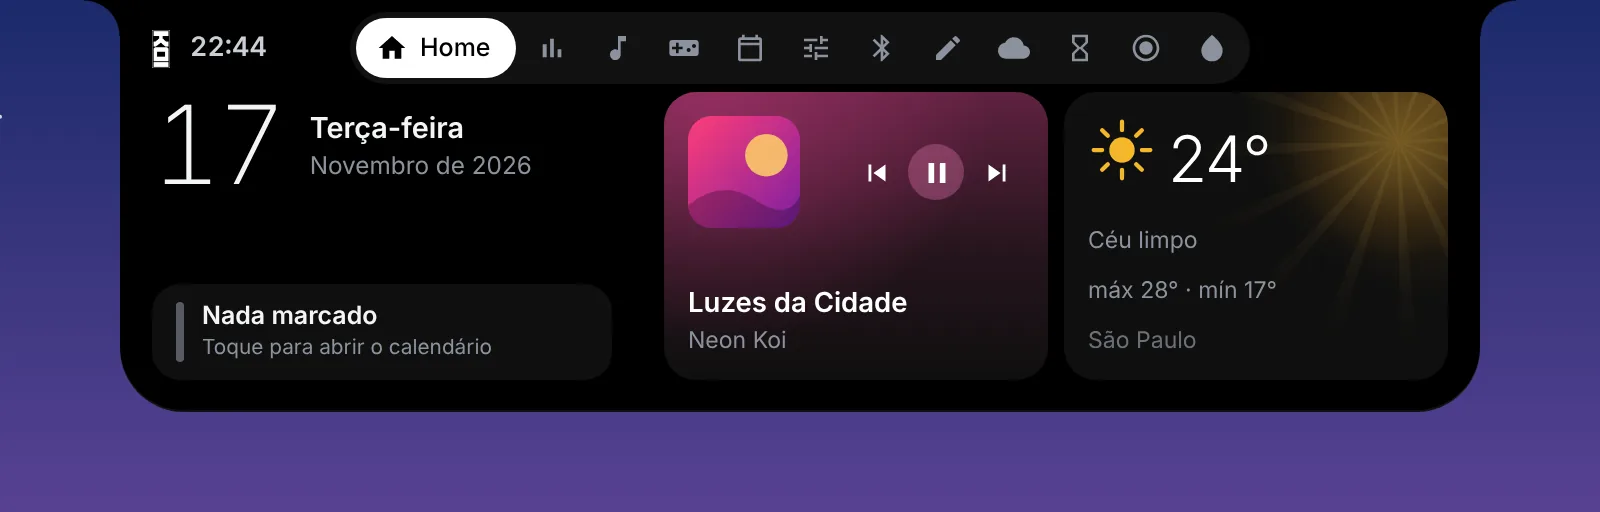 KOI
22:44
Home
17
Terça-feira
Novembro de 2026
Nada marcado
Toque para abrir o calendário
Luzes da Cidade
Neon Koi
24°
Céu limpo
máx 28° · mín 17°
São Paulo